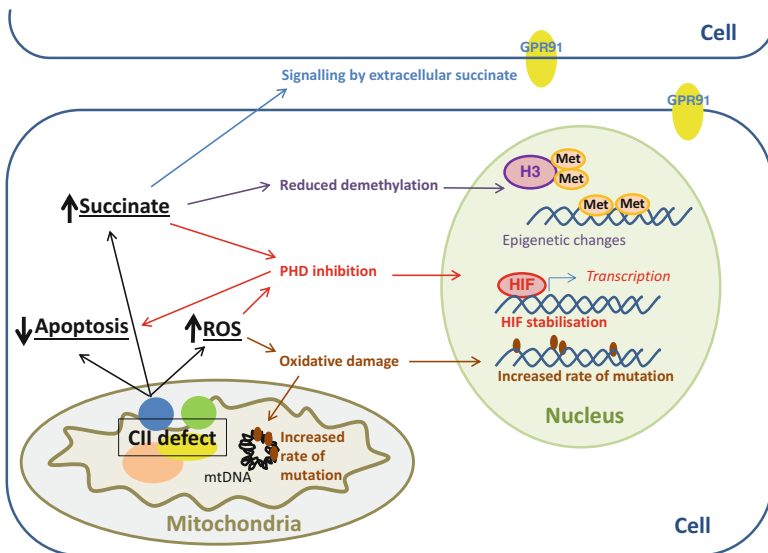 GPR91
Cell
Signalling by extracellular succinate
GPR91
H3
Met
Met
Reduced demethylation
Succinate
Met
Met
Epigenetic changes
PHD inhibition
HIF
Transcription
HIF stabilisation
Apoptosis
ROS
Oxidative damage
Increased rate of mutation
Nucleus
CII defect
Increased
rate of
mutation
mtDNA
Mitochondria
Cell